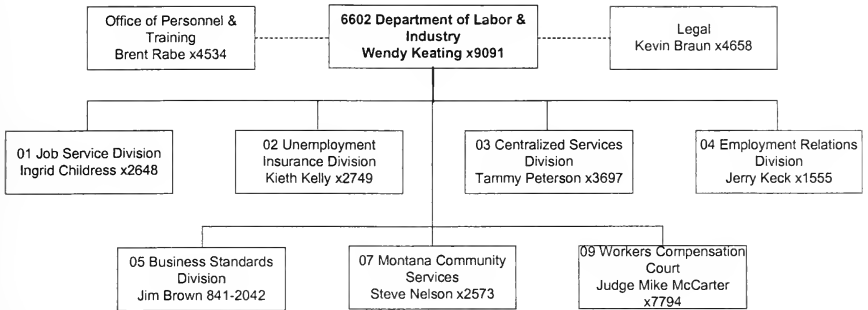 Office of Personnel &
Training
Brent Rabe x4534
6602 Department of Labor &
Industry
Wendy Keating x9091
Legal
Kevin Braun x4658
01 Job Service Division
Ingrid Childress x2648
02 Unemployment
Insurance Division
Kieth Kelly x2749
03 Centralized Services
Division
Tammy Peterson x3697
04 Employment Relations
Division
Jerry Keck x1555
05 Business Standards
Division
Jim Brown 841-2042
07 Montana Community
Services
Steve Nelson x2573
09 Workers Compensation
Court
Judge Mike McCarter
x7794